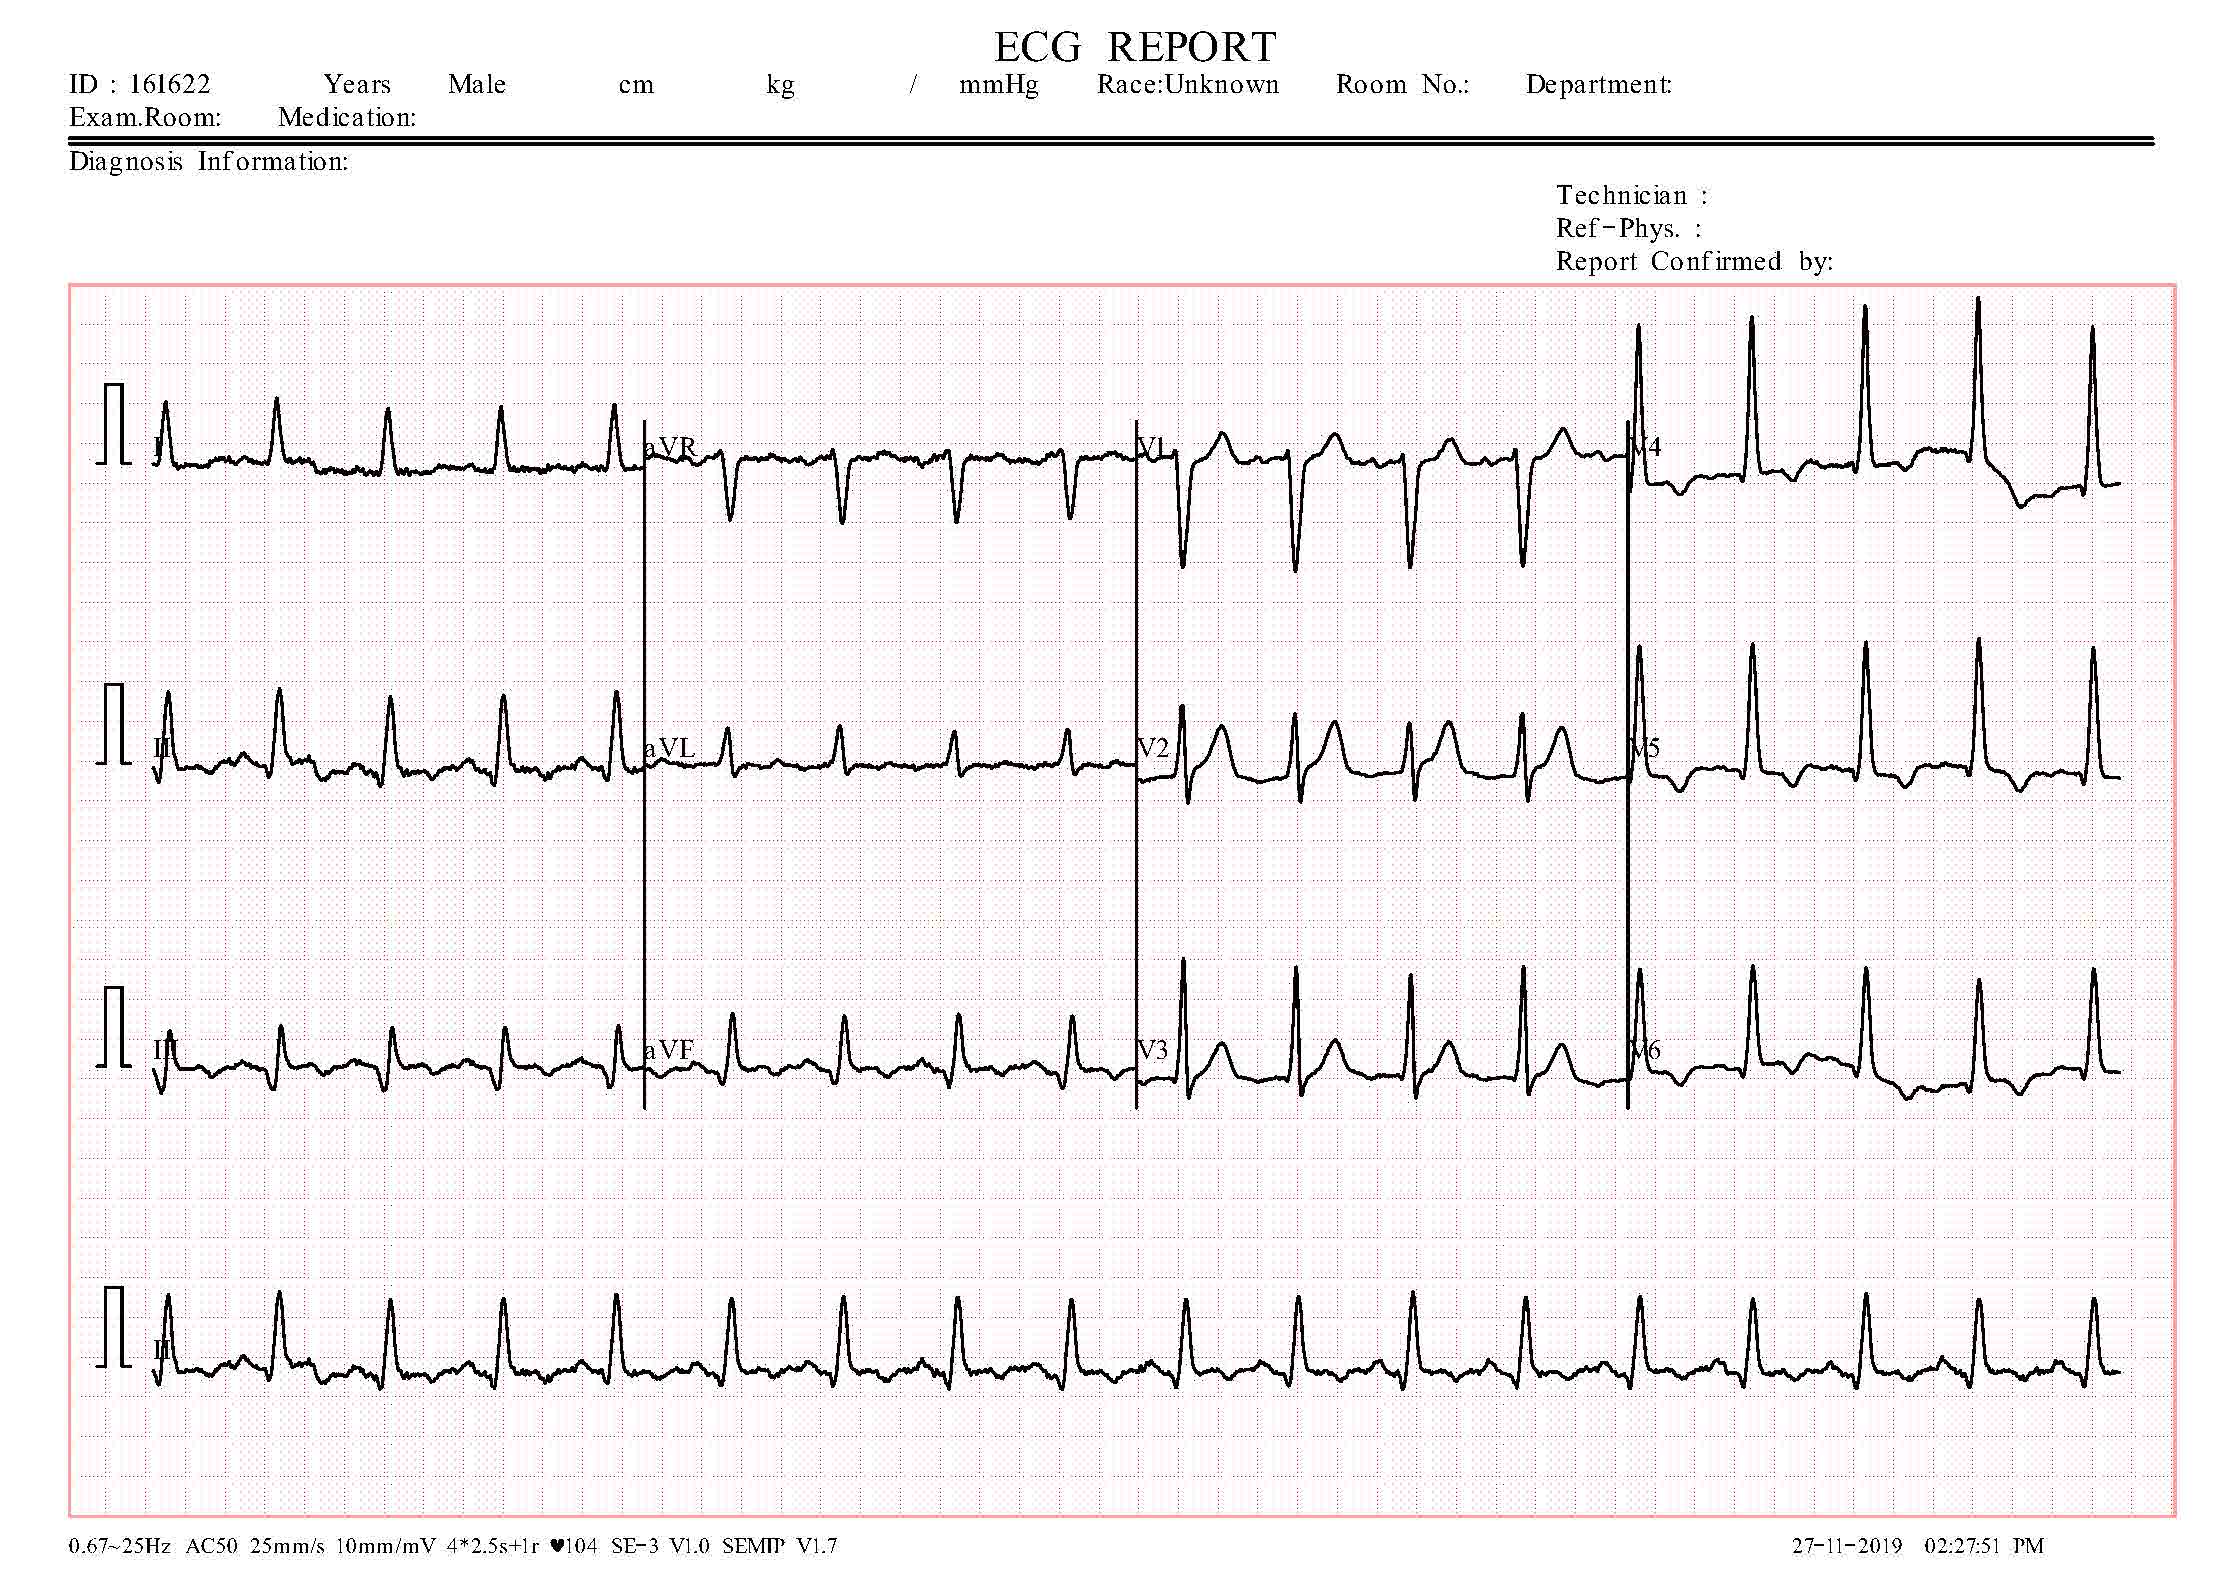 ECG REPORT
ID : 161622 Years Male cm kg / mmHg Race:Unknown Room No.: Department:
Exam.Room: Medication:
Diagnosis Information:
Technician :
Ref-Phys. :
Report Confirmed by:
I aVR V1 V4
II aVL V2 V5
III aVF V3 V6
II
0.67~25Hz AC50 25mm/s 10mm/mV 4*2.5s+1r ♥104 SE-3 V1.0 SEMIP V1.7
27-11-2019 02:27:51 PM